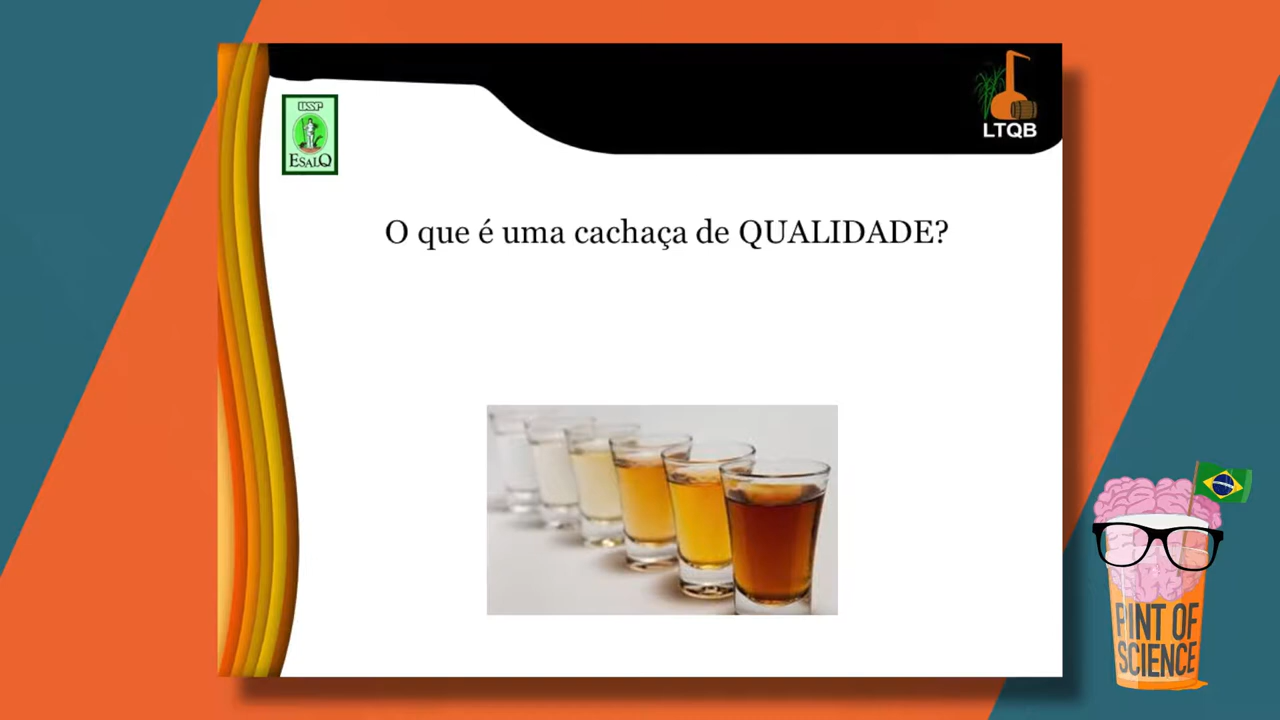 LTQB
USP
ESALQ
O que é uma cachaça de QUALIDADE?
PINT OF
SCIENCE